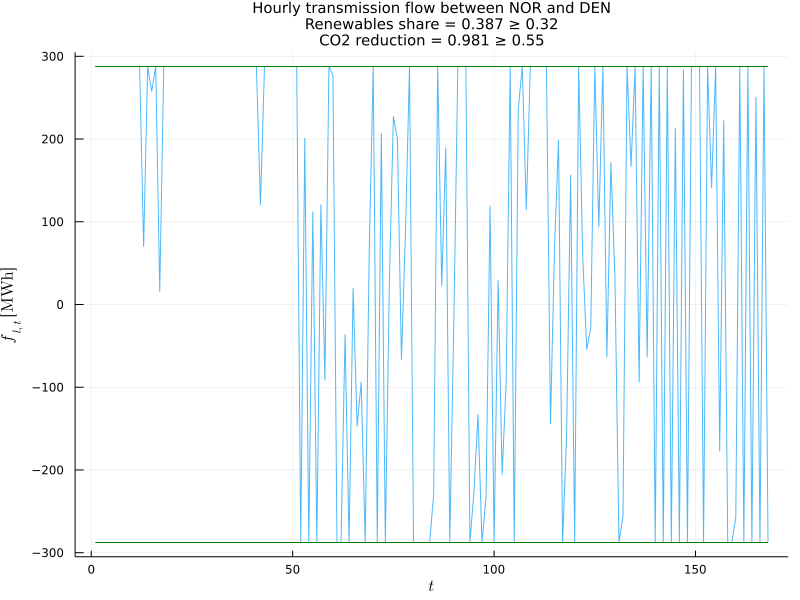 Hourly transmission flow between NOR and DEN
Renewables share = 0.387 ≥ 0.32
CO2 reduction = 0.981 ≥ 0.55
300
200
100
0
−100
−200
−300
f_{l,t} [MWh]
0 50 100 150
t